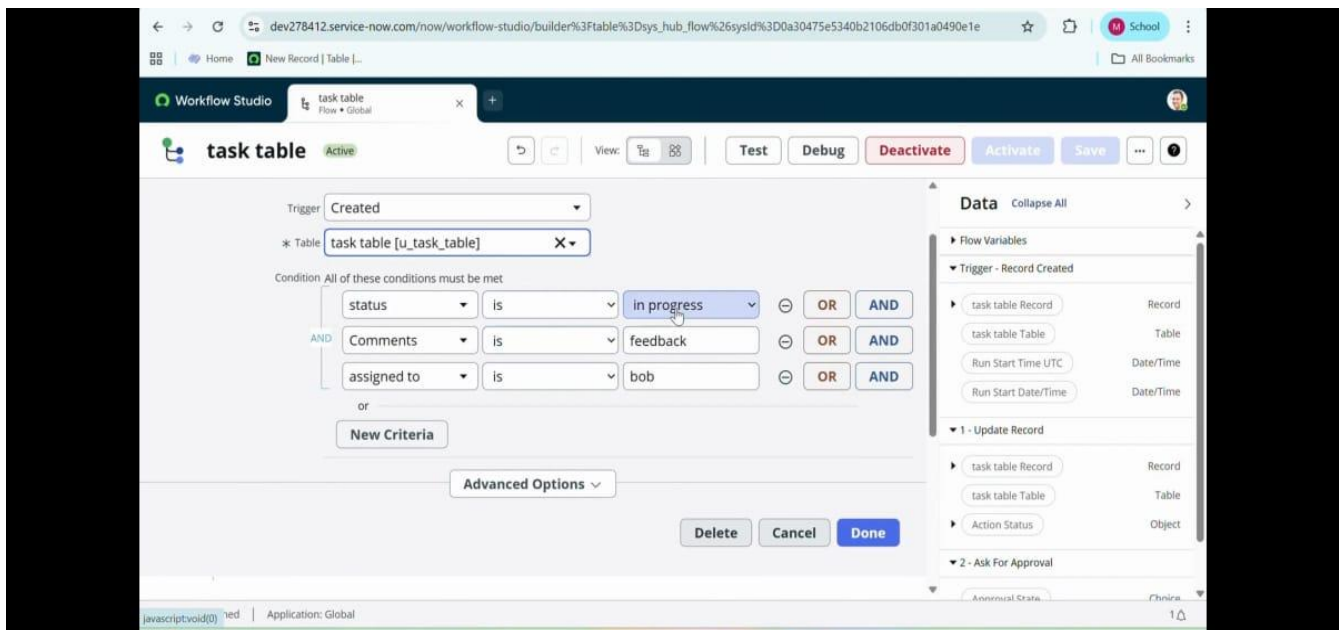 dev278412.service-now.com/now/workflow-studio/builder%3Ftable%3Dsys_hub_flow%26sysId%3D0a30475e5340b2106db0f301a0490e1e
M School
Home New Record | Table |... All Bookmarks
Workflow Studio task table
Flow • Global
task table Active View: Test Debug Deactivate Activate Save ...
Trigger Created
* Table task table [u_task_table]
Condition All of these conditions must be met
status is in progress OR AND
AND Comments is feedback OR AND
assigned to is bob OR AND
or
New Criteria
Advanced Options
Delete Cancel Done
Data Collapse All
Flow Variables
Trigger - Record Created
task table Record Record
task table Table Table
Run Start Time UTC Date/Time
Run Start Date/Time Date/Time
1 - Update Record
task table Record Record
task table Table Table
Action Status Object
2 - Ask For Approval
Approval State Choice
javascript:void(0) Application: Global 1